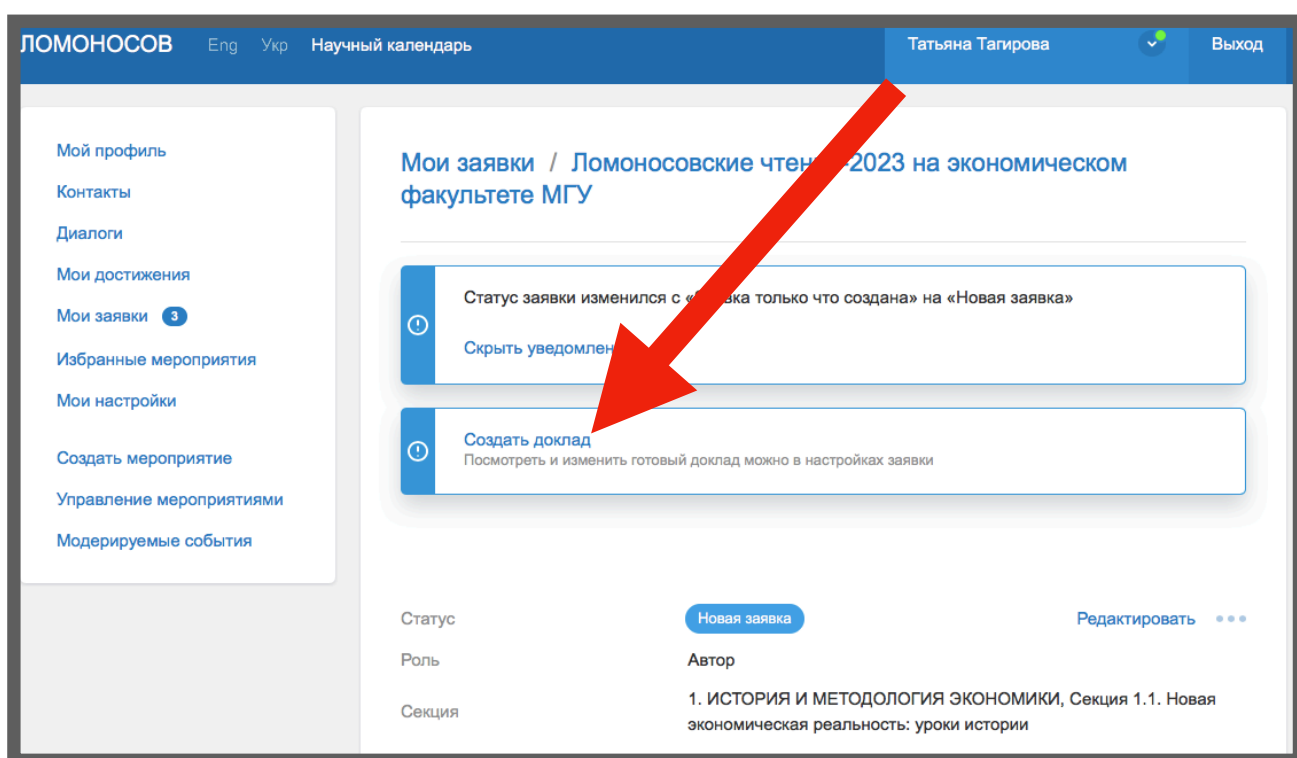 ЛОМОНОСОВ Eng Укр Научный календарь Татьяна Тагирова Выход
Мой профиль
Контакты
Диалоги
Мои достижения
Мои заявки 3
Избранные мероприятия
Мои настройки
Создать мероприятие
Управление мероприятиями
Модерируемые события
Мои заявки / Ломоносовские 2023 на экономическом
факультете МГУ
Статус заявки изменился с только что создана» на «Новая заявка»
Скрыть
Создать доклад
Посмотреть и изменить готовый доклад можно в настройках заявки
Статус Новая заявка Редактировать
Роль Автор
Секция 1. ИСТОРИЯ И МЕТОДОЛОГИЯ ЭКОНОМИКИ, Секция 1.1. Новая
экономическая реальность: уроки истории